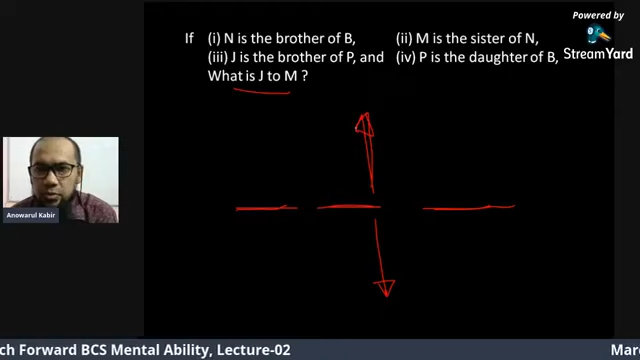 Powered by
StreamYard
If (i) N is the brother of B, (ii) M is the sister of N,
(iii) J is the brother of P, and (iv) P is the daughter of B,
What is J to M ?
Anowarul Kabir
ch Forward BCS Mental Ability, Lecture-02 Mar